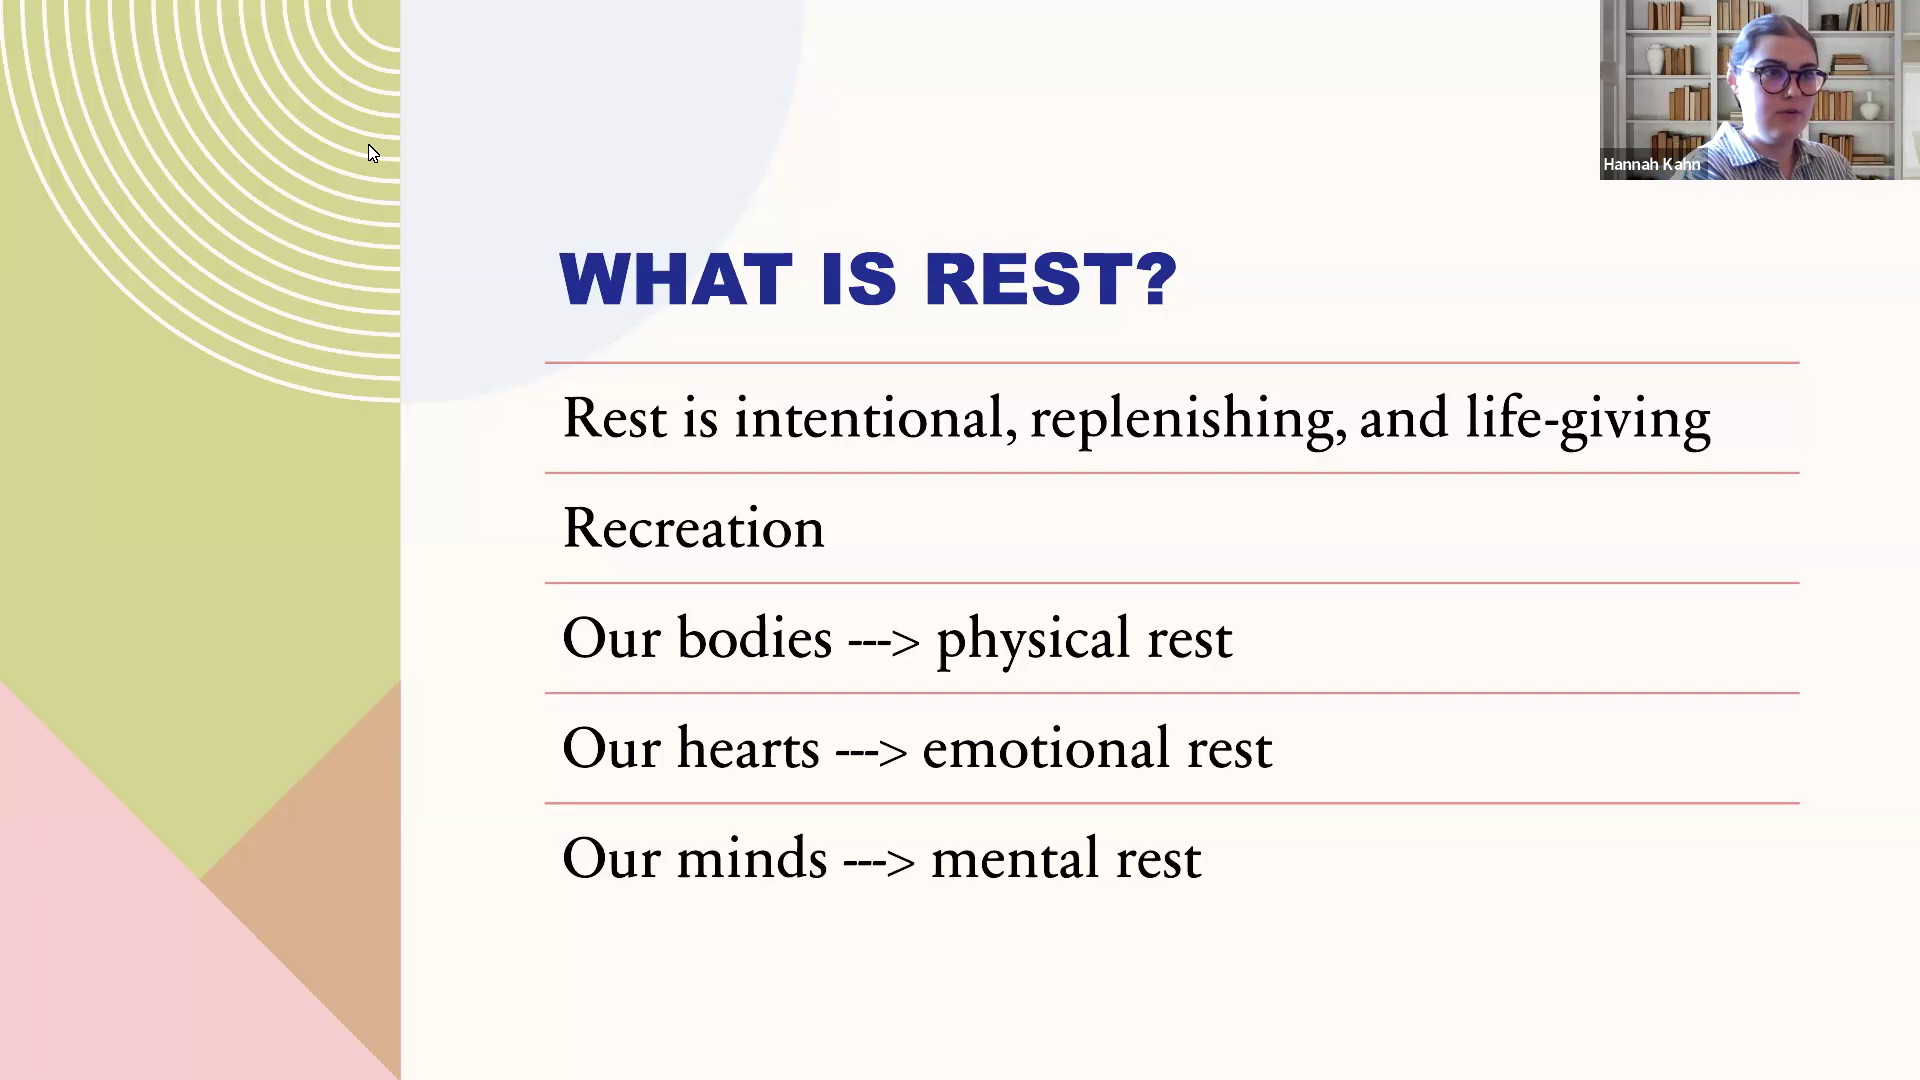 Hannah Kahn
WHAT IS REST?
Rest is intentional, replenishing, and life-giving
Recreation
Our bodies ---> physical rest
Our hearts ---> emotional rest
Our minds ---> mental rest